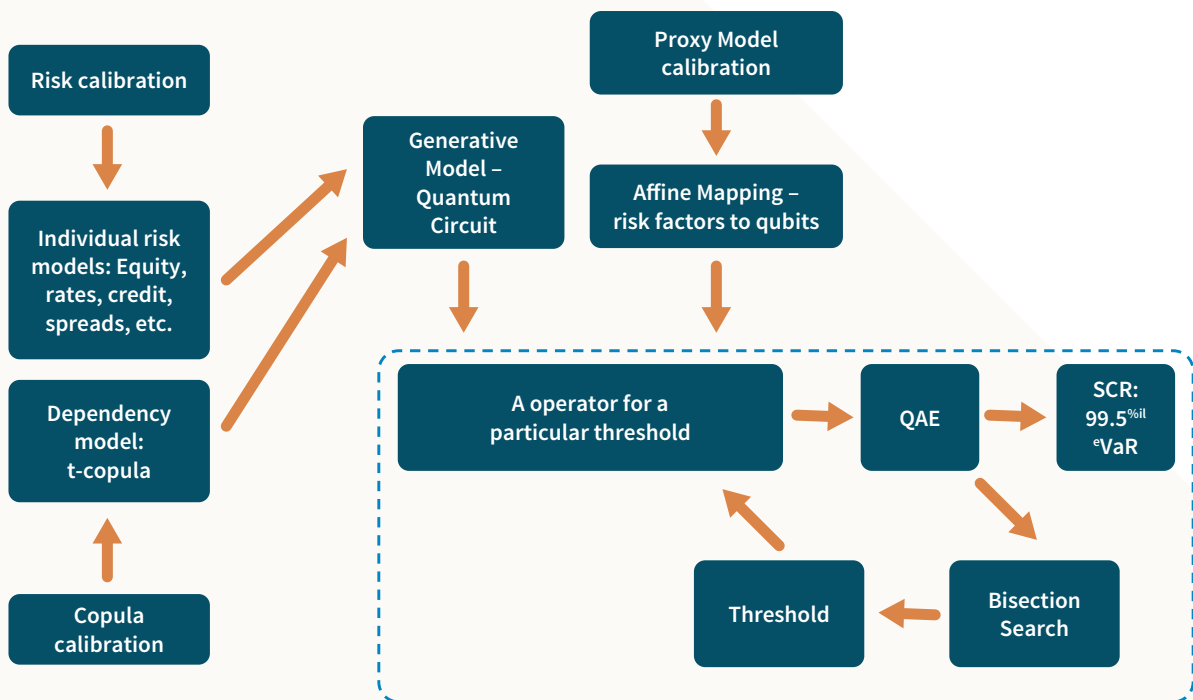 Risk calibration
Individual risk
models: Equity,
rates, credit,
spreads, etc.
Dependency
model:
t-copula
Copula
calibration
Generative
Model –
Quantum
Circuit
Proxy Model
calibration
Affine Mapping –
risk factors to qubits
A operator for a
particular threshold
QAE
SCR:
99.5%il
eVaR
Threshold
Bisection
Search